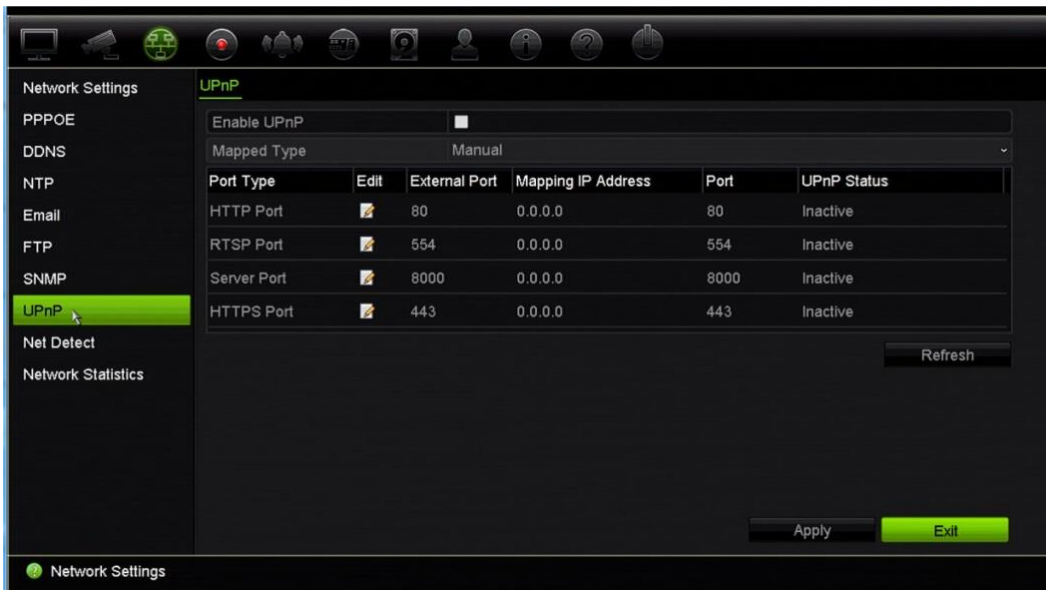 Network Settings
PPPOE
DDNS
NTP
Email
FTP
SNMP
UPnP
Net Detect
Network Statistics
UPnP
Enable UPnP
Mapped Type Manual
Port Type Edit External Port Mapping IP Address Port UPnP Status
HTTP Port 80 0.0.0.0 80 Inactive
RTSP Port 554 0.0.0.0 554 Inactive
Server Port 8000 0.0.0.0 8000 Inactive
HTTPS Port 443 0.0.0.0 443 Inactive
Refresh
Apply Exit
Network Settings